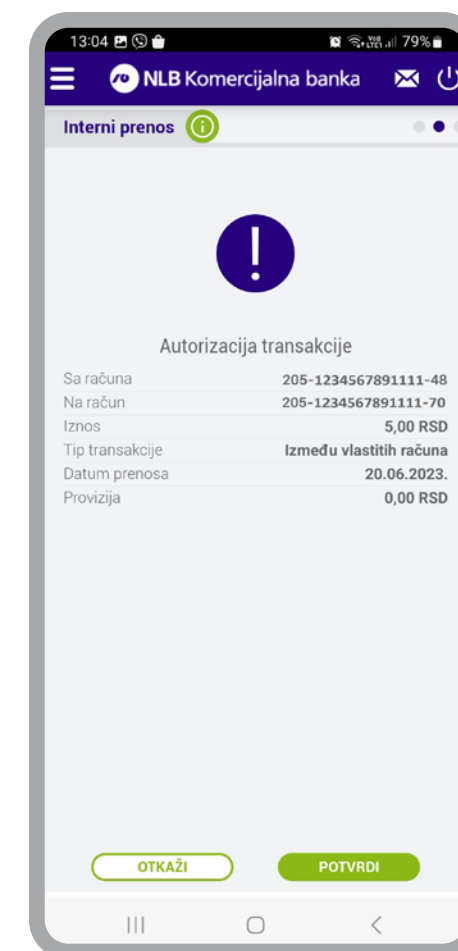 13:04 79%
NLB Komercijalna banka
Interni prenos
Autorizacija transakcije
Sa računa 205-1234567891111-48
Na račun 205-1234567891111-70
Iznos 5,00 RSD
Tip transakcije Između vlastitih računa
Datum prenosa 20.06.2023.
Provizija 0,00 RSD
OTKAŽI POTVRDI